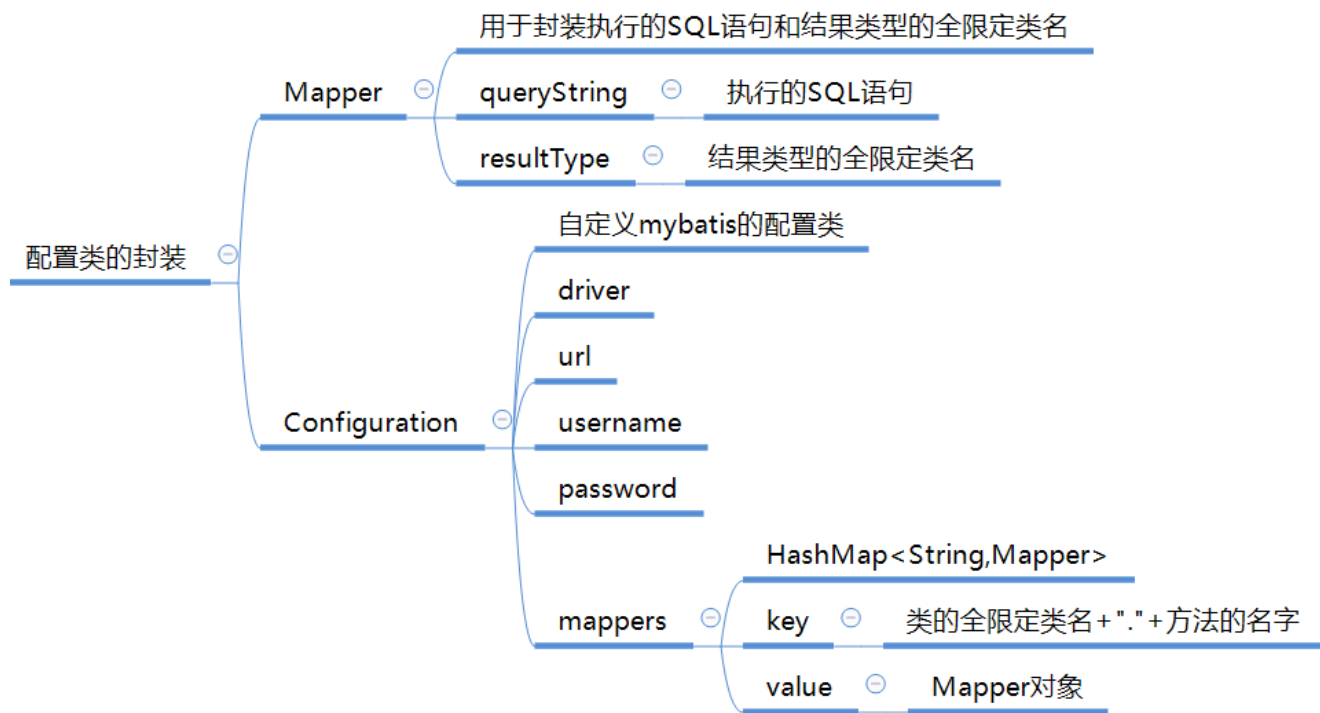 配置类的封装
Mapper
用于封装执行的SQL语句和结果类型的全限定类名
queryString
执行的SQL语句
resultType
结果类型的全限定类名
Configuration
自定义mybatis的配置类
driver
url
username
password
mappers
HashMap<String,Mapper>
key
类的全限定类名+"."+方法的名字
value
Mapper对象